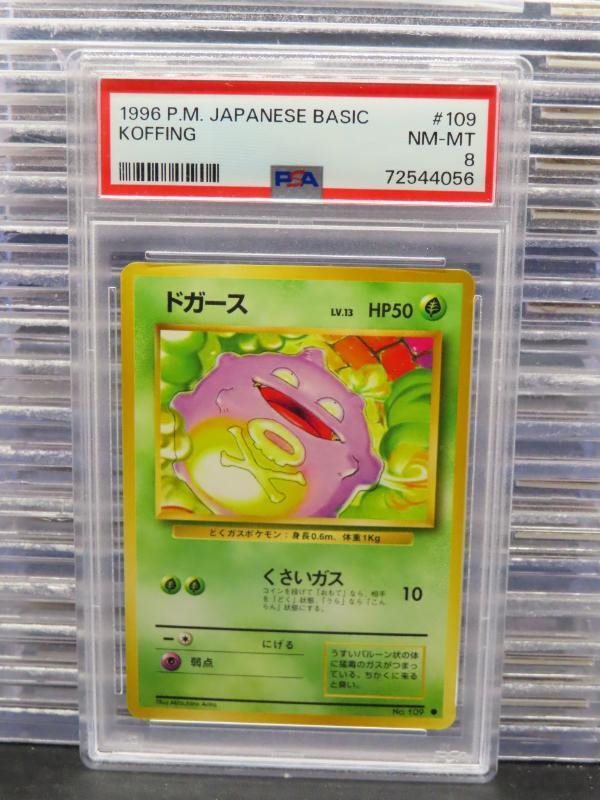 1996 P.M. JAPANESE BASIC #109
KOFFING NM-MT
8
PSA 72544056
ドガース LV.13 HP50
どくガスポケモン：身長0.6m、体重1Kg
くさいガス 10
コインを投げて「おもて」なら、相手
を「どく」状態、「うら」なら「こん
らん」状態にする。
ー にげる
弱点
うすいバルーン状の体
に猛毒のガスがつまっ
ている。ちかくに来る
と臭い。
Illus.Mitsuhiro Arita
No. 109